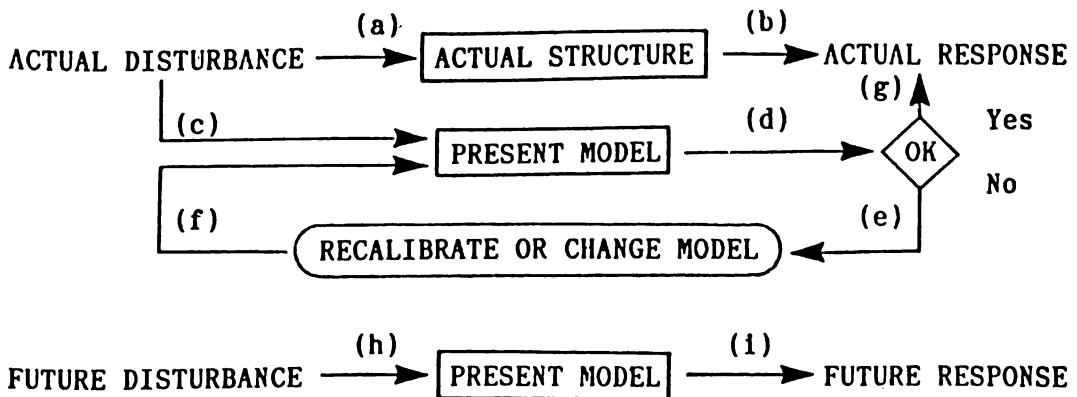 (a) (b)
ACTUAL DISTURBANCE ACTUAL STRUCTURE ACTUAL RESPONSE
(g)
(c) (d) Yes
PRESENT MODEL OK
No
(f) (e)
RECALIBRATE OR CHANGE MODEL
(h) (i)
FUTURE DISTURBANCE PRESENT MODEL FUTURE RESPONSE